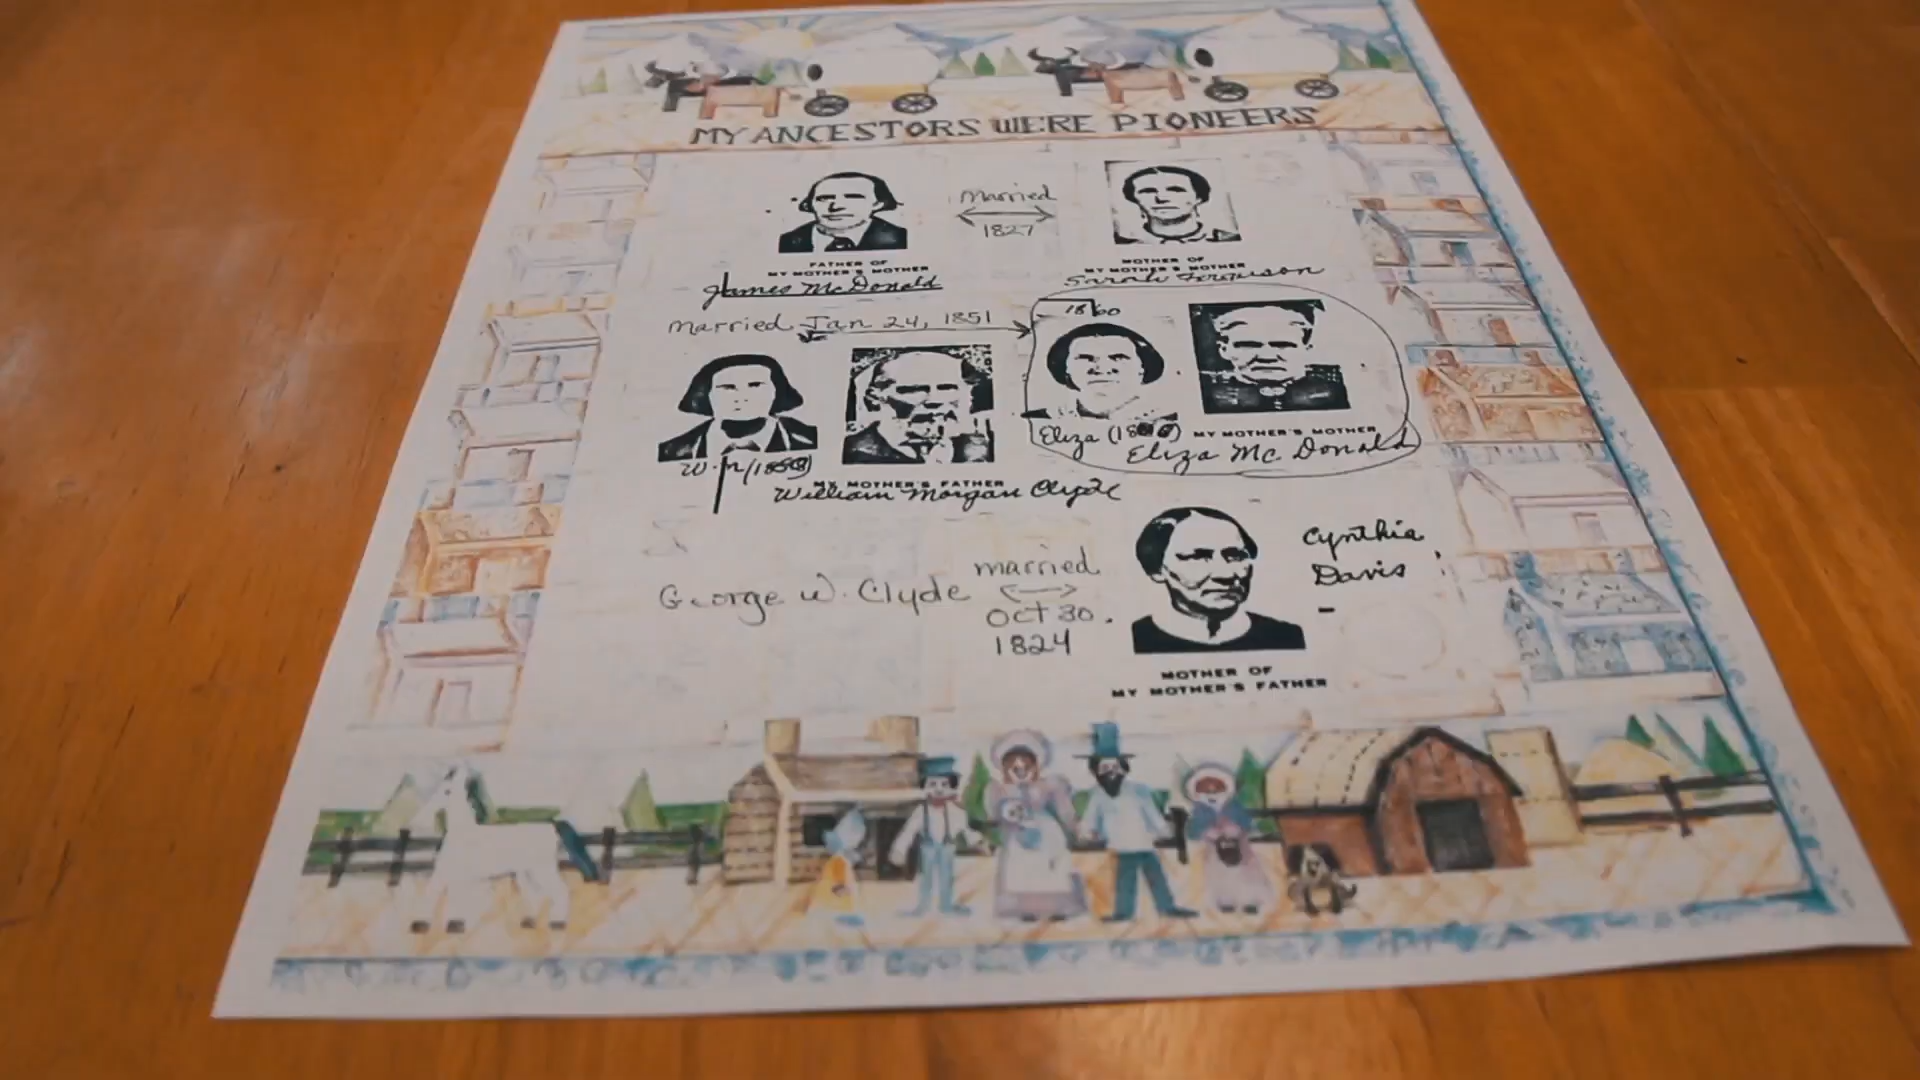 MY ANCESTORS WERE PIONEERS
married
1827
FATHER OF
MY MOTHER'S MOTHER
James McDonald
MOTHER OF
MY MOTHER'S MOTHER
Sarah Ferguson
married Jan 24, 1851
1860
Eliza (18
MY MOTHER'S MOTHER
Eliza McDonald
MY MOTHER'S FATHER
William Morgan Clyde
George W. Clyde
married
Oct 30.
1824
Cynthia
Davis
MOTHER OF
MY MOTHER'S FATHER